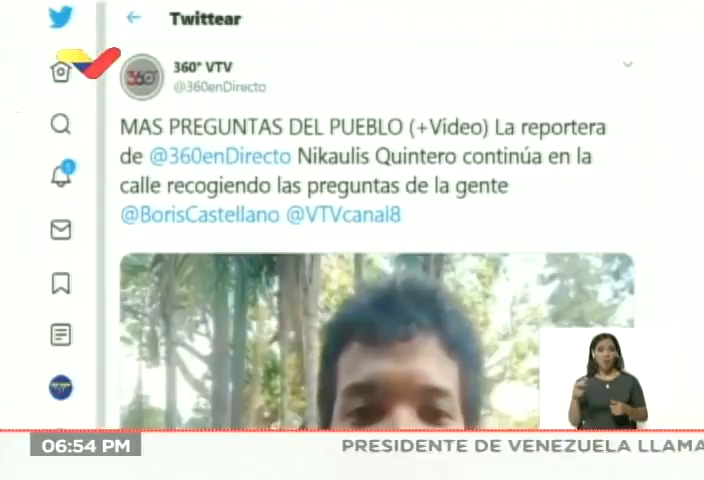 Twittear
360° VTV
@360enDirecto
MAS PREGUNTAS DEL PUEBLO (+Video) La reportera
de @360enDirecto Nikaulis Quintero continúa en la
calle recogiendo las preguntas de la gente
@BorisCastellano @VTVcanal8
06:54 PM
PRESIDENTE DE VENEZUELA LLAMA